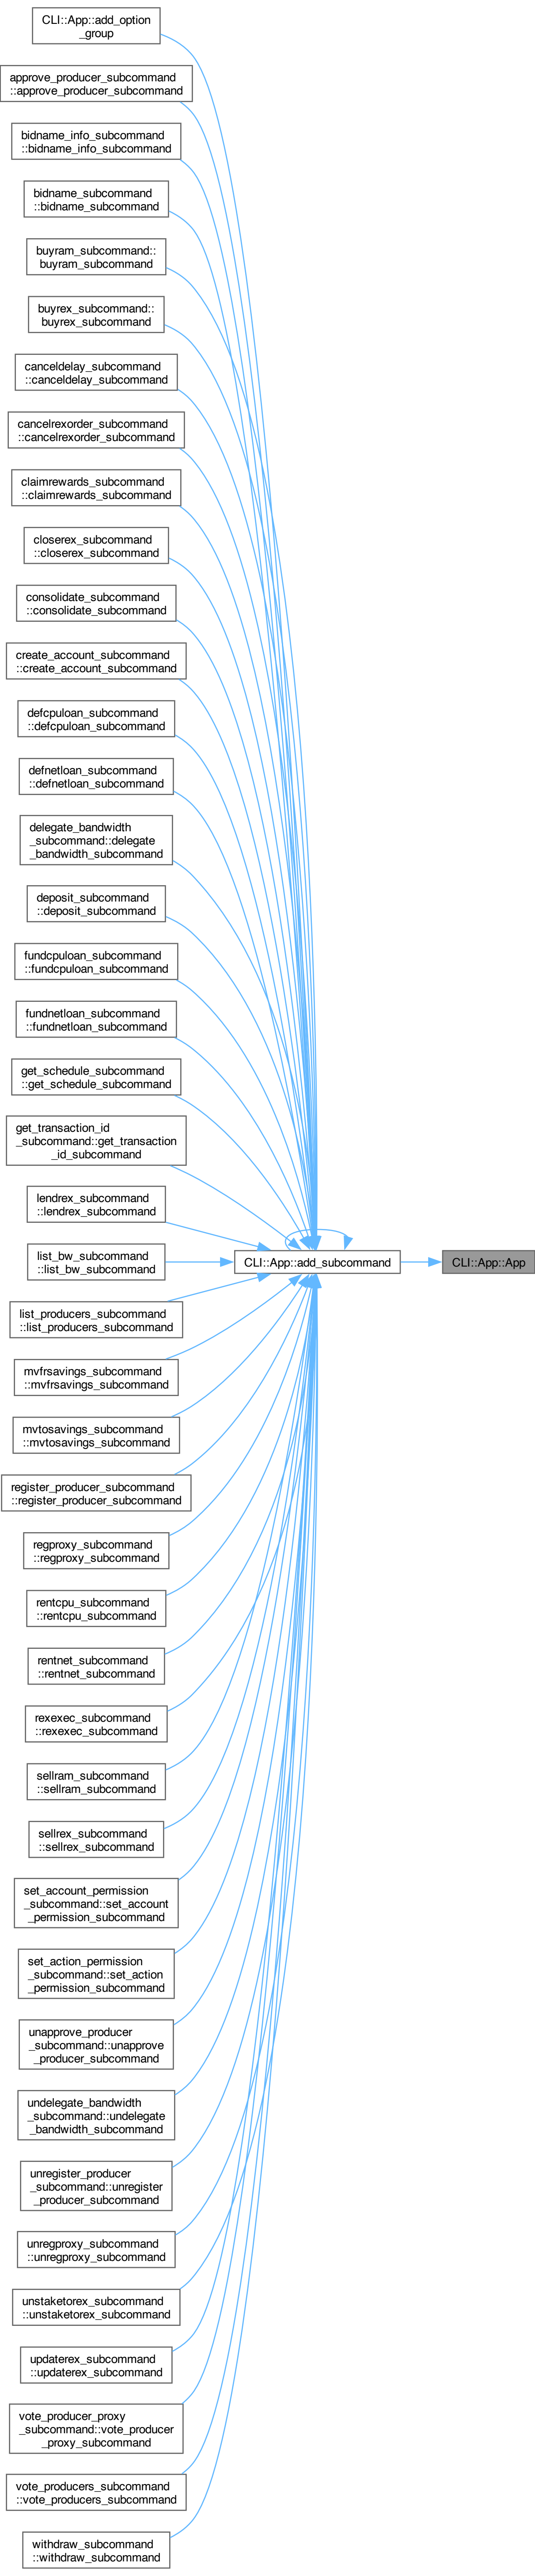 CLI::App::add_option
_group
approve_producer_subcommand
::approve_producer_subcommand
bidname_info_subcommand
::bidname_info_subcommand
bidname_subcommand
::bidname_subcommand
buyram_subcommand::
buyram_subcommand
buyrex_subcommand::
buyrex_subcommand
canceldelay_subcommand
::canceldelay_subcommand
cancelrexorder_subcommand
::cancelrexorder_subcommand
claimrewards_subcommand
::claimrewards_subcommand
closerex_subcommand
::closerex_subcommand
consolidate_subcommand
::consolidate_subcommand
create_account_subcommand
::create_account_subcommand
defcpuloan_subcommand
::defcpuloan_subcommand
defnetloan_subcommand
::defnetloan_subcommand
delegate_bandwidth
_subcommand::delegate
_bandwidth_subcommand
deposit_subcommand
::deposit_subcommand
fundcpuloan_subcommand
::fundcpuloan_subcommand
fundnetloan_subcommand
::fundnetloan_subcommand
get_schedule_subcommand
::get_schedule_subcommand
get_transaction_id
_subcommand::get_transaction
_id_subcommand
lendrex_subcommand
::lendrex_subcommand
list_bw_subcommand
::list_bw_subcommand
CLI::App::add_subcommand
CLI::App::App
list_producers_subcommand
::list_producers_subcommand
mvfrsavings_subcommand
::mvfrsavings_subcommand
mvtosavings_subcommand
::mvtosavings_subcommand
register_producer_subcommand
::register_producer_subcommand
regproxy_subcommand
::regproxy_subcommand
rentcpu_subcommand
::rentcpu_subcommand
rentnet_subcommand
::rentnet_subcommand
rexexec_subcommand
::rexexec_subcommand
sellram_subcommand
::sellram_subcommand
sellrex_subcommand
::sellrex_subcommand
set_account_permission
_subcommand::set_account
_permission_subcommand
set_action_permission
_subcommand::set_action
_permission_subcommand
unapprove_producer
_subcommand::unapprove
_producer_subcommand
undelegate_bandwidth
_subcommand::undelegate
_bandwidth_subcommand
unregister_producer
_subcommand::unregister
_producer_subcommand
unregproxy_subcommand
::unregproxy_subcommand
unstaketorex_subcommand
::unstaketorex_subcommand
updaterex_subcommand
::updaterex_subcommand
vote_producer_proxy
_subcommand::vote_producer
_proxy_subcommand
vote_producers_subcommand
::vote_producers_subcommand
withdraw_subcommand
::withdraw_subcommand